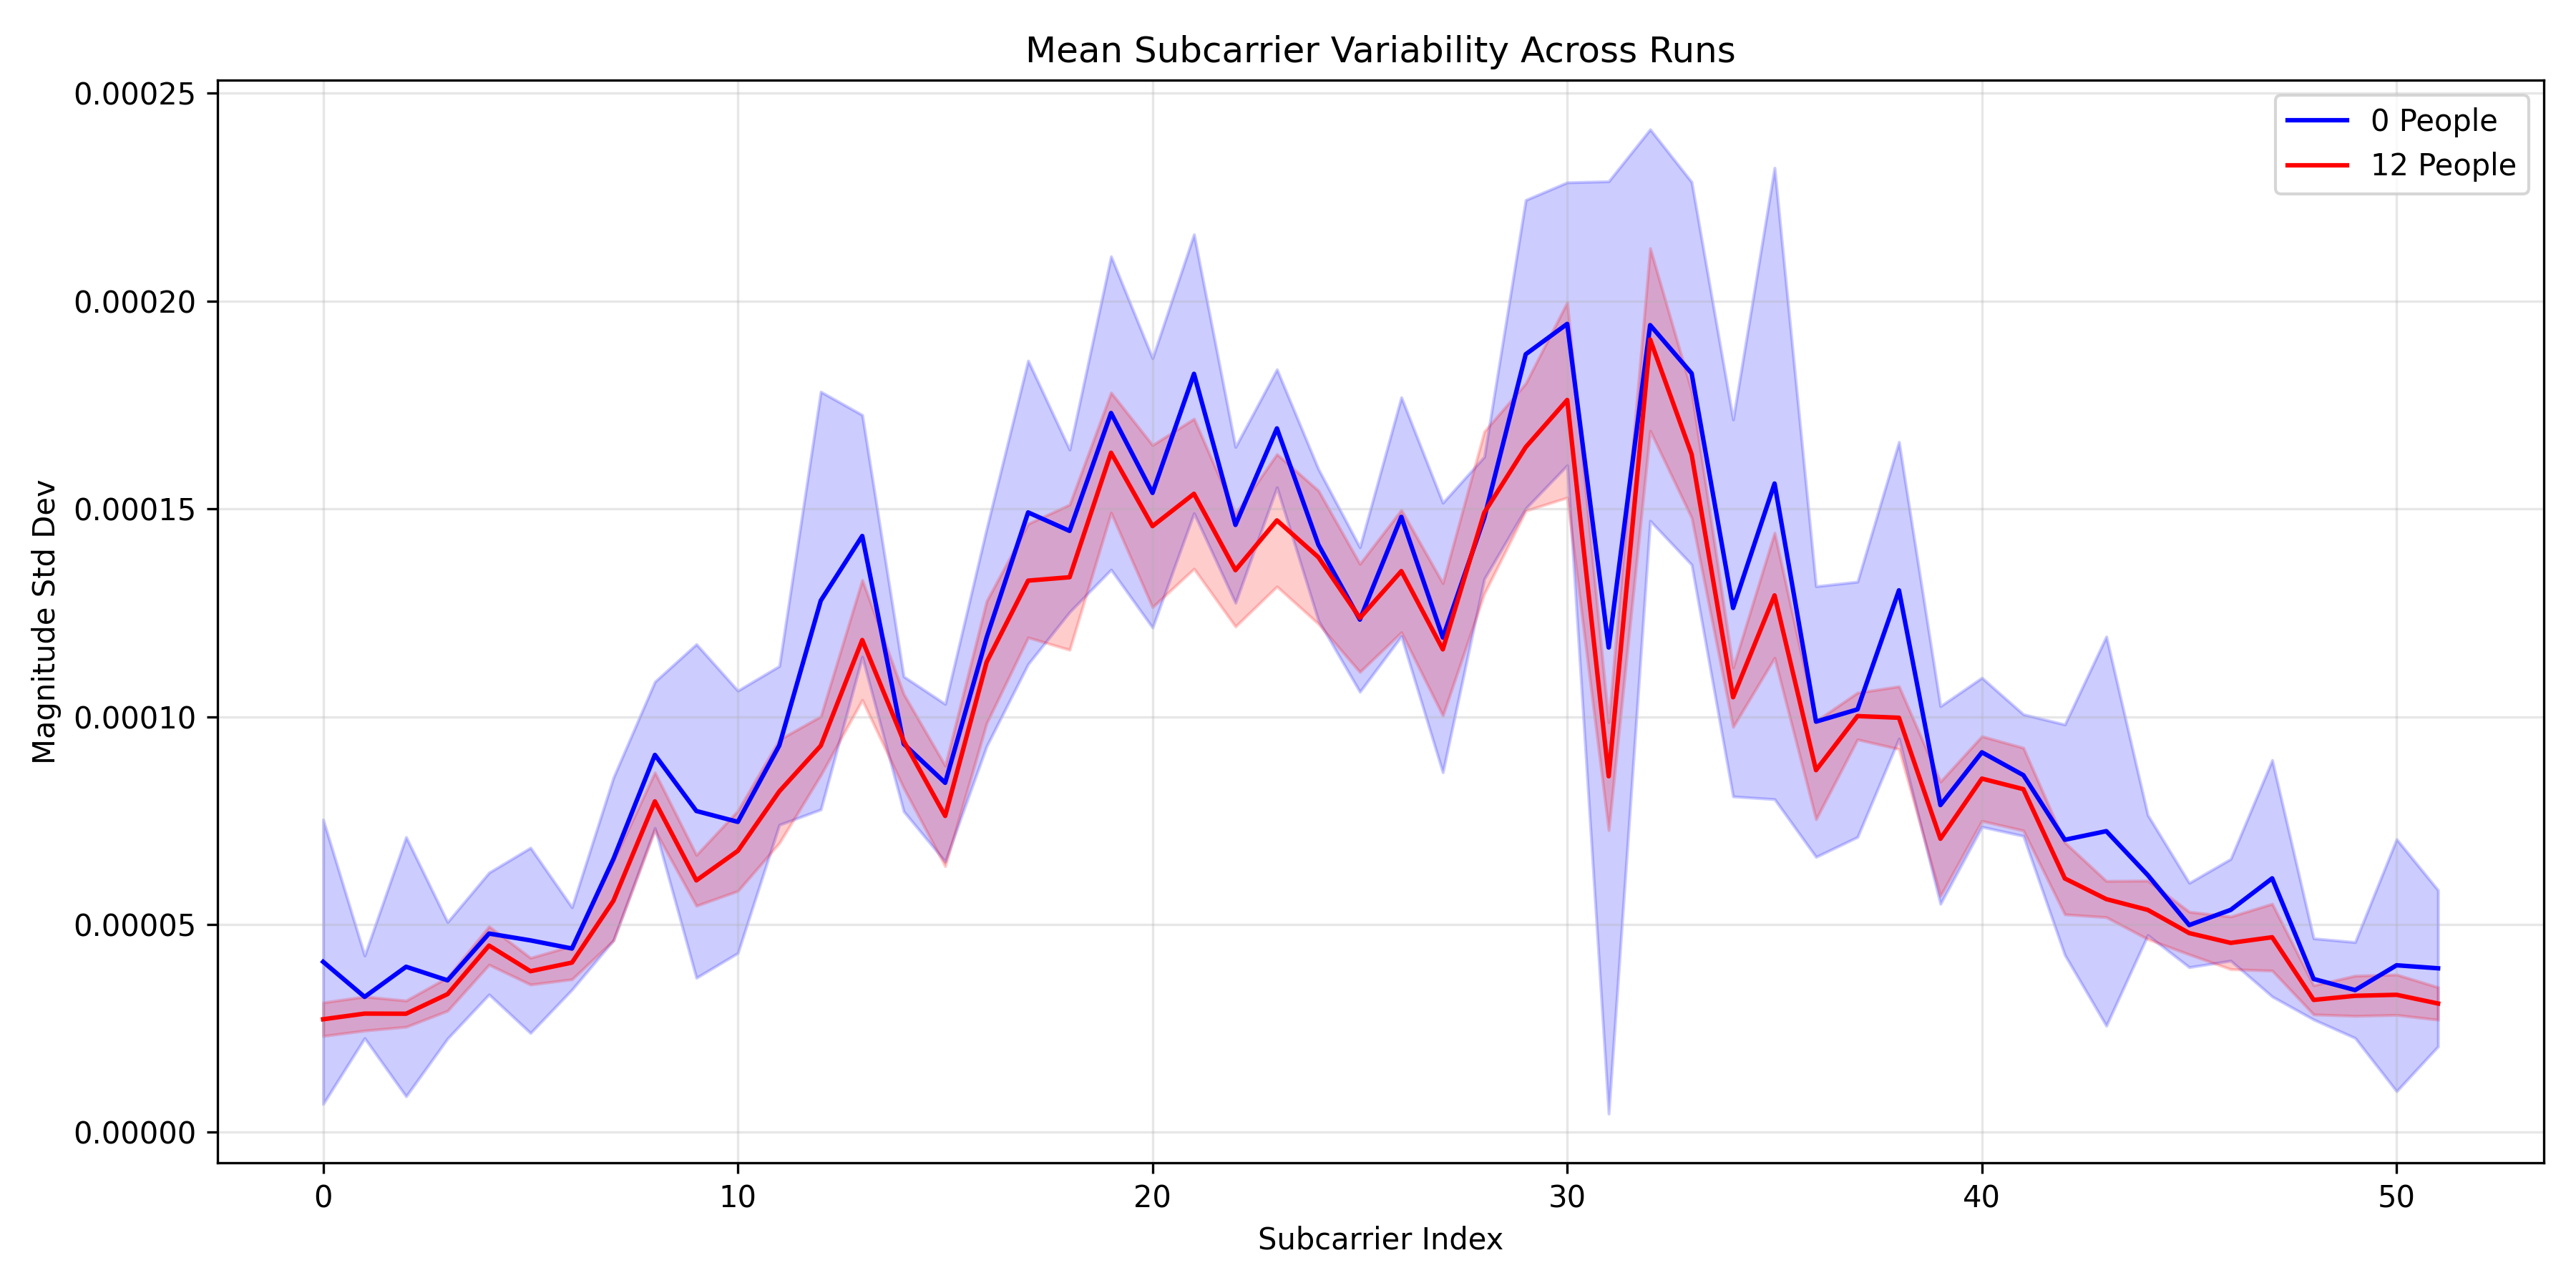 Mean Subcarrier Variability Across Runs
0.00025
0.00020
0.00015
0.00010
0.00005
0.00000
Magnitude Std Dev
0 People
12 People
0 10 20 30 40 50
Subcarrier Index